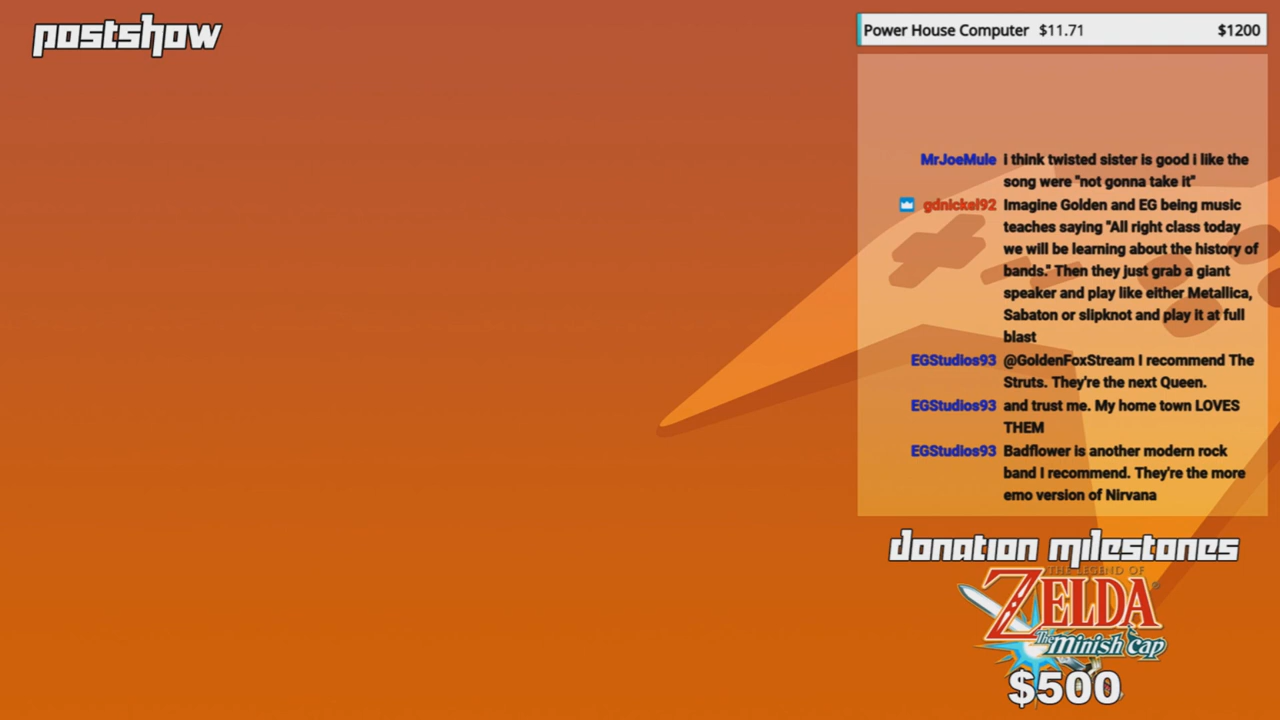 postshow
Power House Computer $11.71 $1200
MrJoeMule i think twisted sister is good i like the
song were "not gonna take it"
gdnickel92 Imagine Golden and EG being music
teaches saying "All right class today
we will be learning about the history of
bands." Then they just grab a giant
speaker and play like either Metallica,
Sabaton or slipknot and play it at full
blast
EGStudios93 @GoldenFoxStream I recommend The
Struts. They're the next Queen.
EGStudios93 and trust me. My home town LOVES
THEM
EGStudios93 Badflower is another modern rock
band I recommend. They're the more
emo version of Nirvana
donation milestones
THE LEGEND OF
ZELDA
The Minish Cap
$500